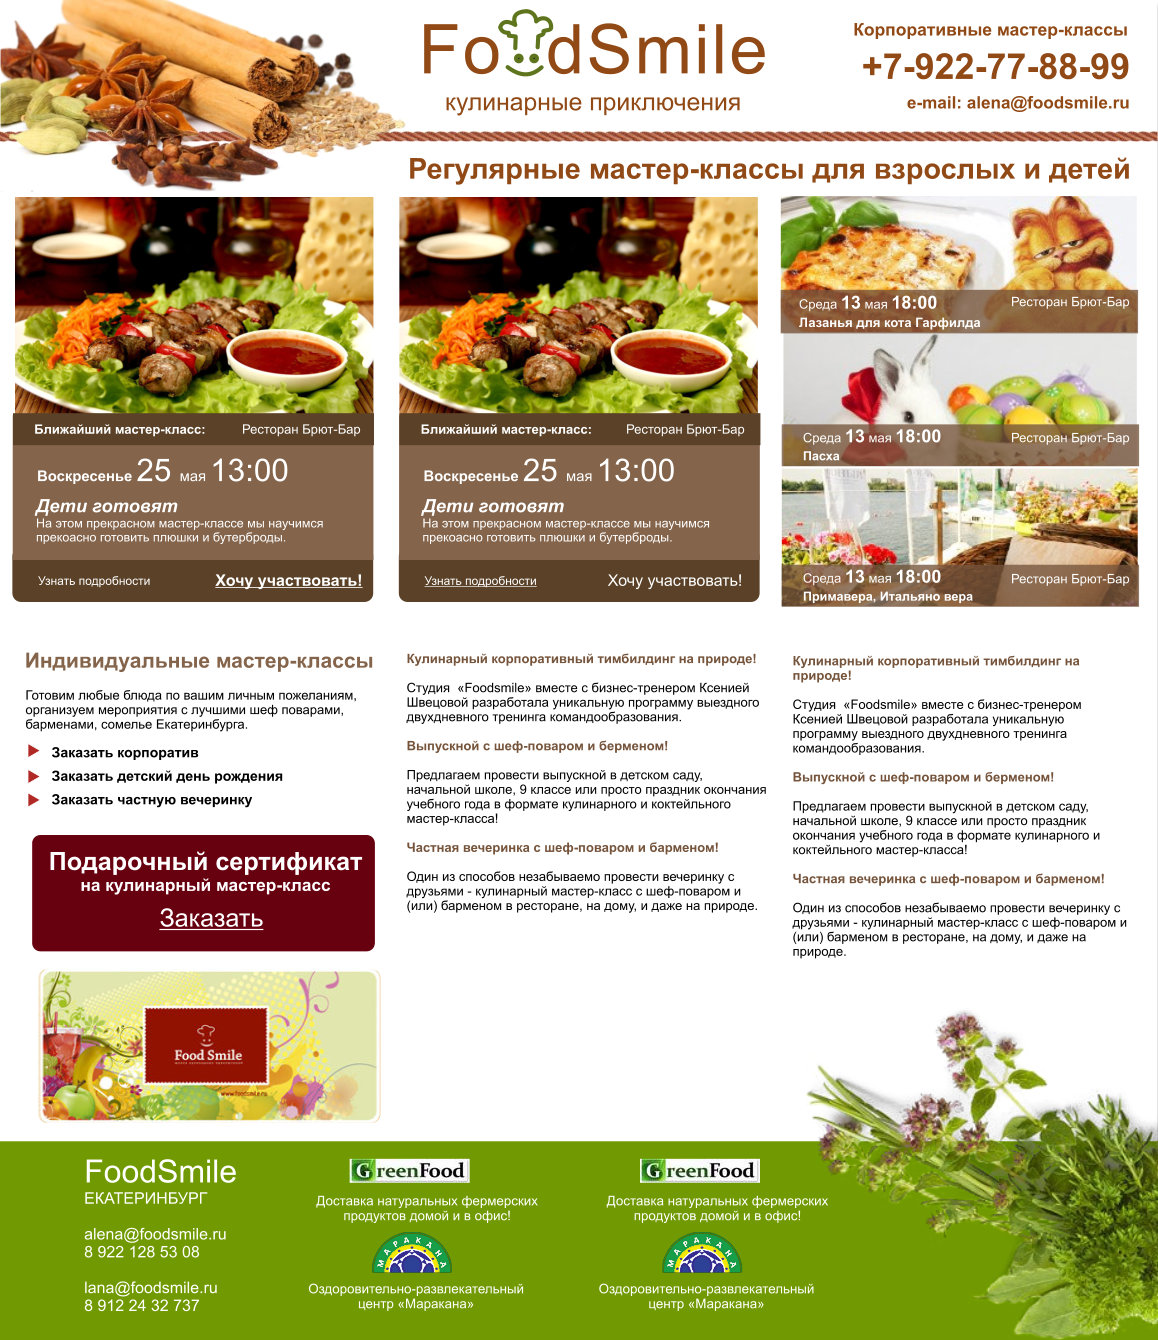 FoodSmile
кулинарные приключения
Корпоративные мастер-классы
+7-922-77-88-99
e-mail: alena@foodsmile.ru
Регулярные мастер-классы для взрослых и детей
Ближайший мастер-класс: Ресторан Брют-Бар
Воскресенье 25 мая 13:00
Дети готовят
На этом прекрасном мастер-классе мы научимся
прекоасно готовить плюшки и бутерброды.
Узнать подробности Хочу участвовать!
Ближайший мастер-класс: Ресторан Брют-Бар
Воскресенье 25 мая 13:00
Дети готовят
На этом прекрасном мастер-классе мы научимся
прекоасно готовить плюшки и бутерброды.
Узнать подробности Хочу участвовать!
Среда 13 мая 18:00 Ресторан Брют-Бар
Лазанья для кота Гарфилда
Среда 13 мая 18:00 Ресторан Брют-Бар
Пасха
Среда 13 мая 18:00 Ресторан Брют-Бар
Примавера, Итальяно вера
Индивидуальные мастер-классы
Готовим любые блюда по вашим личным пожеланиям,
организуем мероприятия с лучшими шеф поварами,
барменами, сомелье Екатеринбурга.
Заказать корпоратив
Заказать детский день рождения
Заказать частную вечеринку
Подарочный сертификат
на кулинарный мастер-класс
Заказать
Food Smile
www.foodsmile.ru
Кулинарный корпоративный тимбилдинг на природе!
Студия «Foodsmile» вместе с бизнес-тренером Ксенией
Швецовой разработала уникальную программу выездного
двухдневного тренинга командообразования.
Выпускной с шеф-поваром и берменом!
Предлагаем провести выпускной в детском саду,
начальной школе, 9 классе или просто праздник окончания
учебного года в формате кулинарного и коктейльного
мастер-класса!
Частная вечеринка с шеф-поваром и барменом!
Один из способов незабываемо провести вечеринку с
друзьями - кулинарный мастер-класс с шеф-поваром и
(или) барменом в ресторане, на дому, и даже на природе.
Кулинарный корпоративный тимбилдинг на
природе!
Студия «Foodsmile» вместе с бизнес-тренером
Ксенией Швецовой разработала уникальную
программу выездного двухдневного тренинга
командообразования.
Выпускной с шеф-поваром и берменом!
Предлагаем провести выпускной в детском саду,
начальной школе, 9 классе или просто праздник
окончания учебного года в формате кулинарного и
коктейльного мастер-класса!
Частная вечеринка с шеф-поваром и барменом!
Один из способов незабываемо провести вечеринку с
друзьями - кулинарный мастер-класс с шеф-поваром и
(или) барменом в ресторане, на дому, и даже на
природе.
FoodSmile
ЕКАТЕРИНБУРГ
alena@foodsmile.ru
8 922 128 53 08
lana@foodsmile.ru
8 912 24 32 737
GreenFood
Доставка натуральных фермерских
продуктов домой и в офис!
МАРАКАНА
Оздоровительно-развлекательный
центр «Маракана»
GreenFood
Доставка натуральных фермерских
продуктов домой и в офис!
МАРАКАНА
Оздоровительно-развлекательный
центр «Маракана»